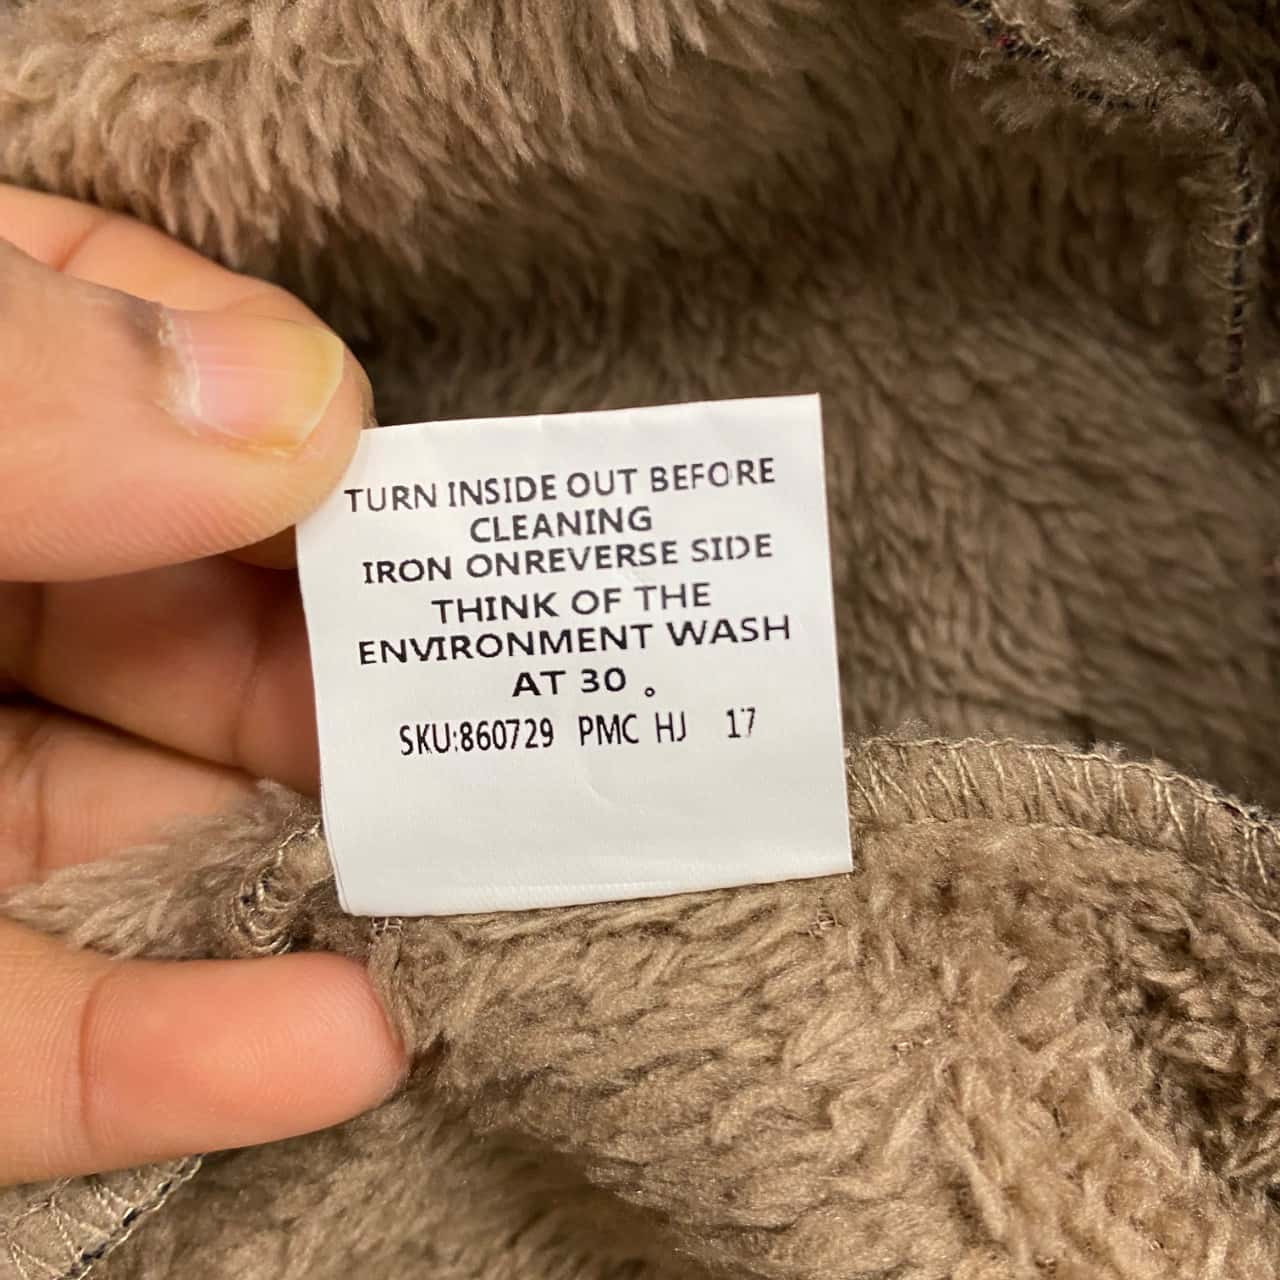 TURN INSIDE OUT BEFORE
CLEANING
IRON ONREVERSE SIDE
THINK OF THE
ENVIRONMENT WASH
AT 30 。
SKU:860729 PMC HJ 17